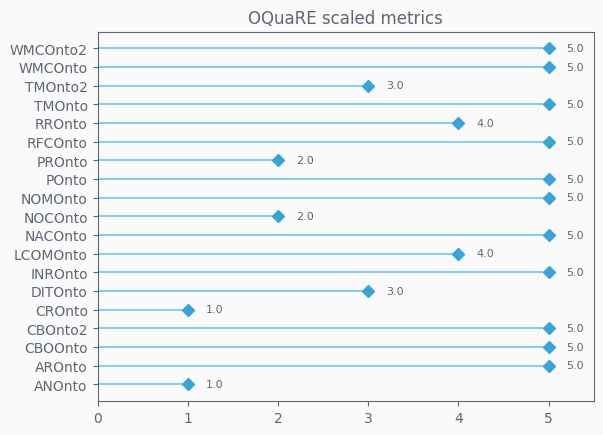 OQuaRE scaled metrics
WMCOnto2 5.0
WMCOnto 5.0
TMOnto2 3.0
TMOnto 5.0
RROnto 4.0
RFCOnto 5.0
PROnto 2.0
POnto 5.0
NOMOnto 5.0
NOCOnto 2.0
NACOnto 5.0
LCOMOnto 4.0
INROnto 5.0
DITOnto 3.0
CROnto 1.0
CBOnto2 5.0
CBOOnto 5.0
AROnto 5.0
ANOnto 1.0
0 1 2 3 4 5